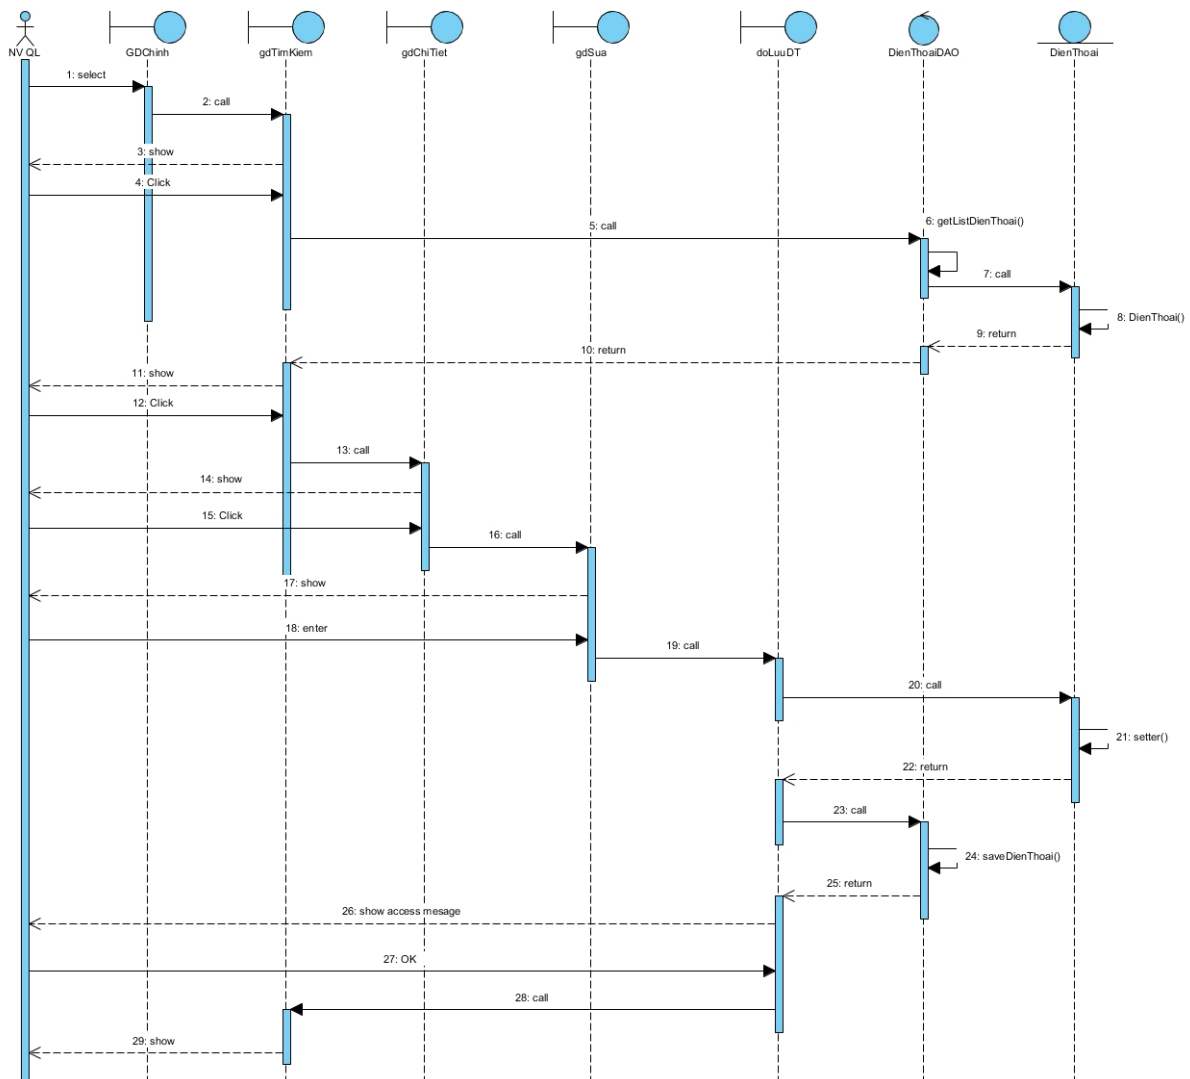 NV QL
GDChinh
gdTimKiem
gdChiTiet
gdSua
doLuuDT
DienThoaiDAO
DienThoai
1: select
2: call
3: show
4: Click
5: call
6: getListDienThoai()
7: call
8: DienThoai()
9: return
10: return
11: show
12: Click
13: call
14: show
15: Click
16: call
17: show
18: enter
19: call
20: call
21: setter()
22: return
23: call
24: saveDienThoai()
25: return
26: show access mesage
27: OK
28: call
29: show